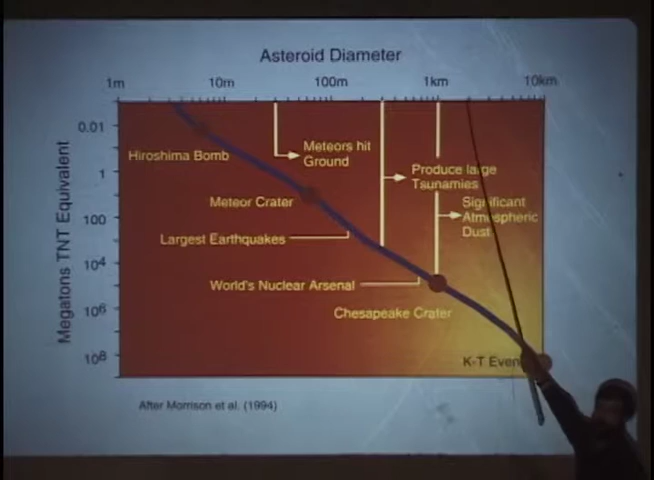 Asteroid Diameter
1m 10m 100m 1km 10km
Megatons TNT Equivalent
0.01
1
100
10⁴
10⁶
10⁸
Hiroshima Bomb
Meteors hit
Ground
Produce large
Tsunamies
Meteor Crater
Significant
Atmospheric
Dust
Largest Earthquakes
World's Nuclear Arsenal
Chesapeake Crater
K-T Even
After Morrison et al. (1994)